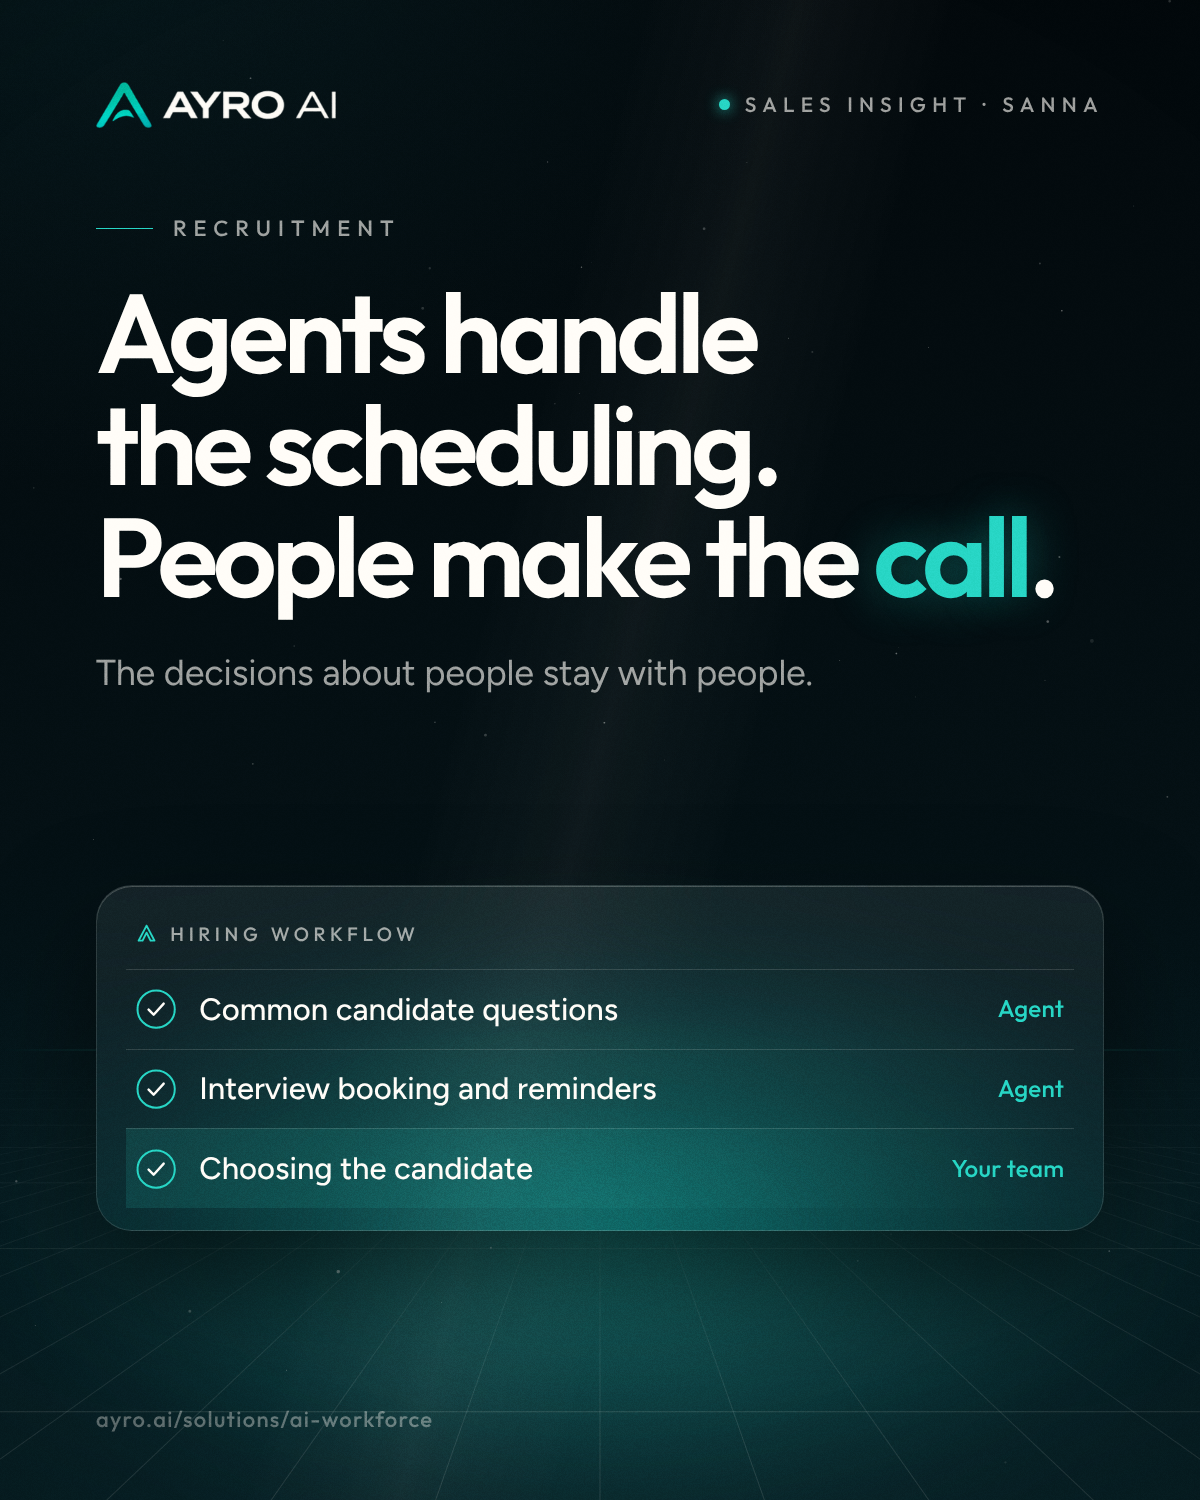 AYRO AI
SALES INSIGHT · SANNA
RECRUITMENT
Agents handle
the scheduling.
People make the call.
The decisions about people stay with people.
HIRING WORKFLOW
Common candidate questions Agent
Interview booking and reminders Agent
Choosing the candidate Your team
ayro.ai/solutions/ai-workforce